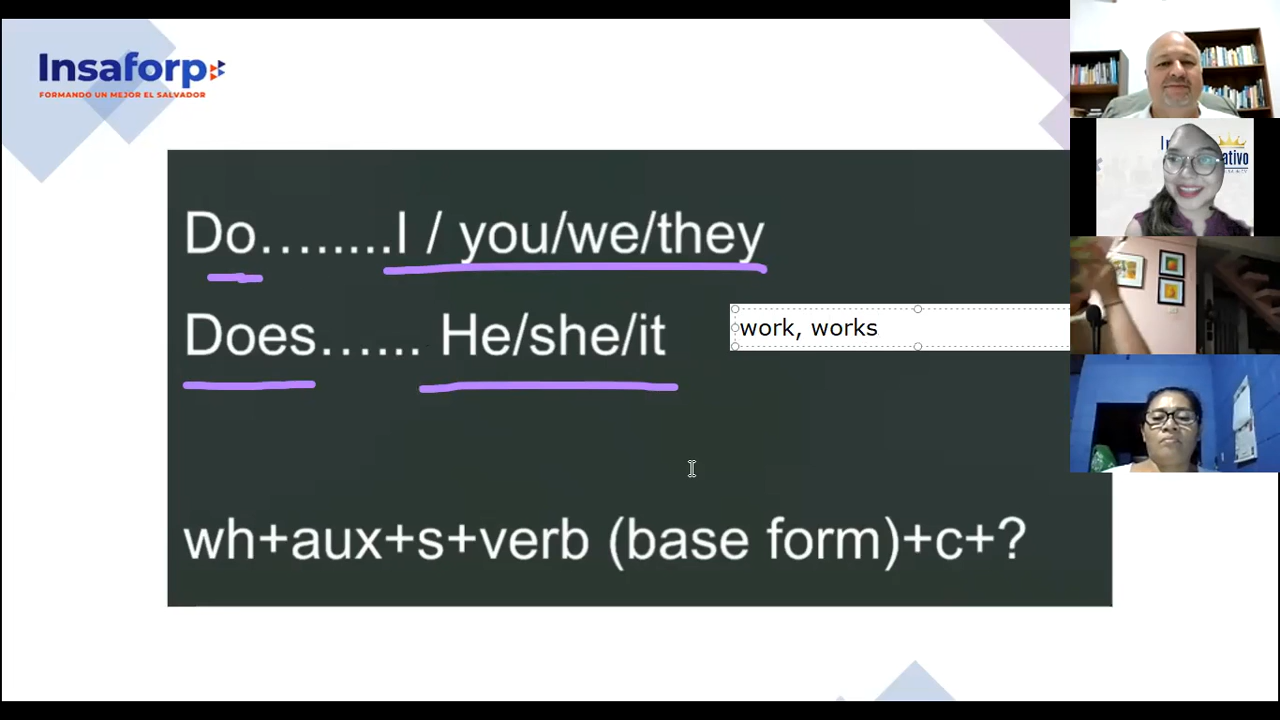 Insaforp
FORMANDO UN MEJOR EL SALVADOR
Do….....I / you/we/they
Does…... He/she/it
work, works
wh+aux+s+verb (base form)+c+?
ativo